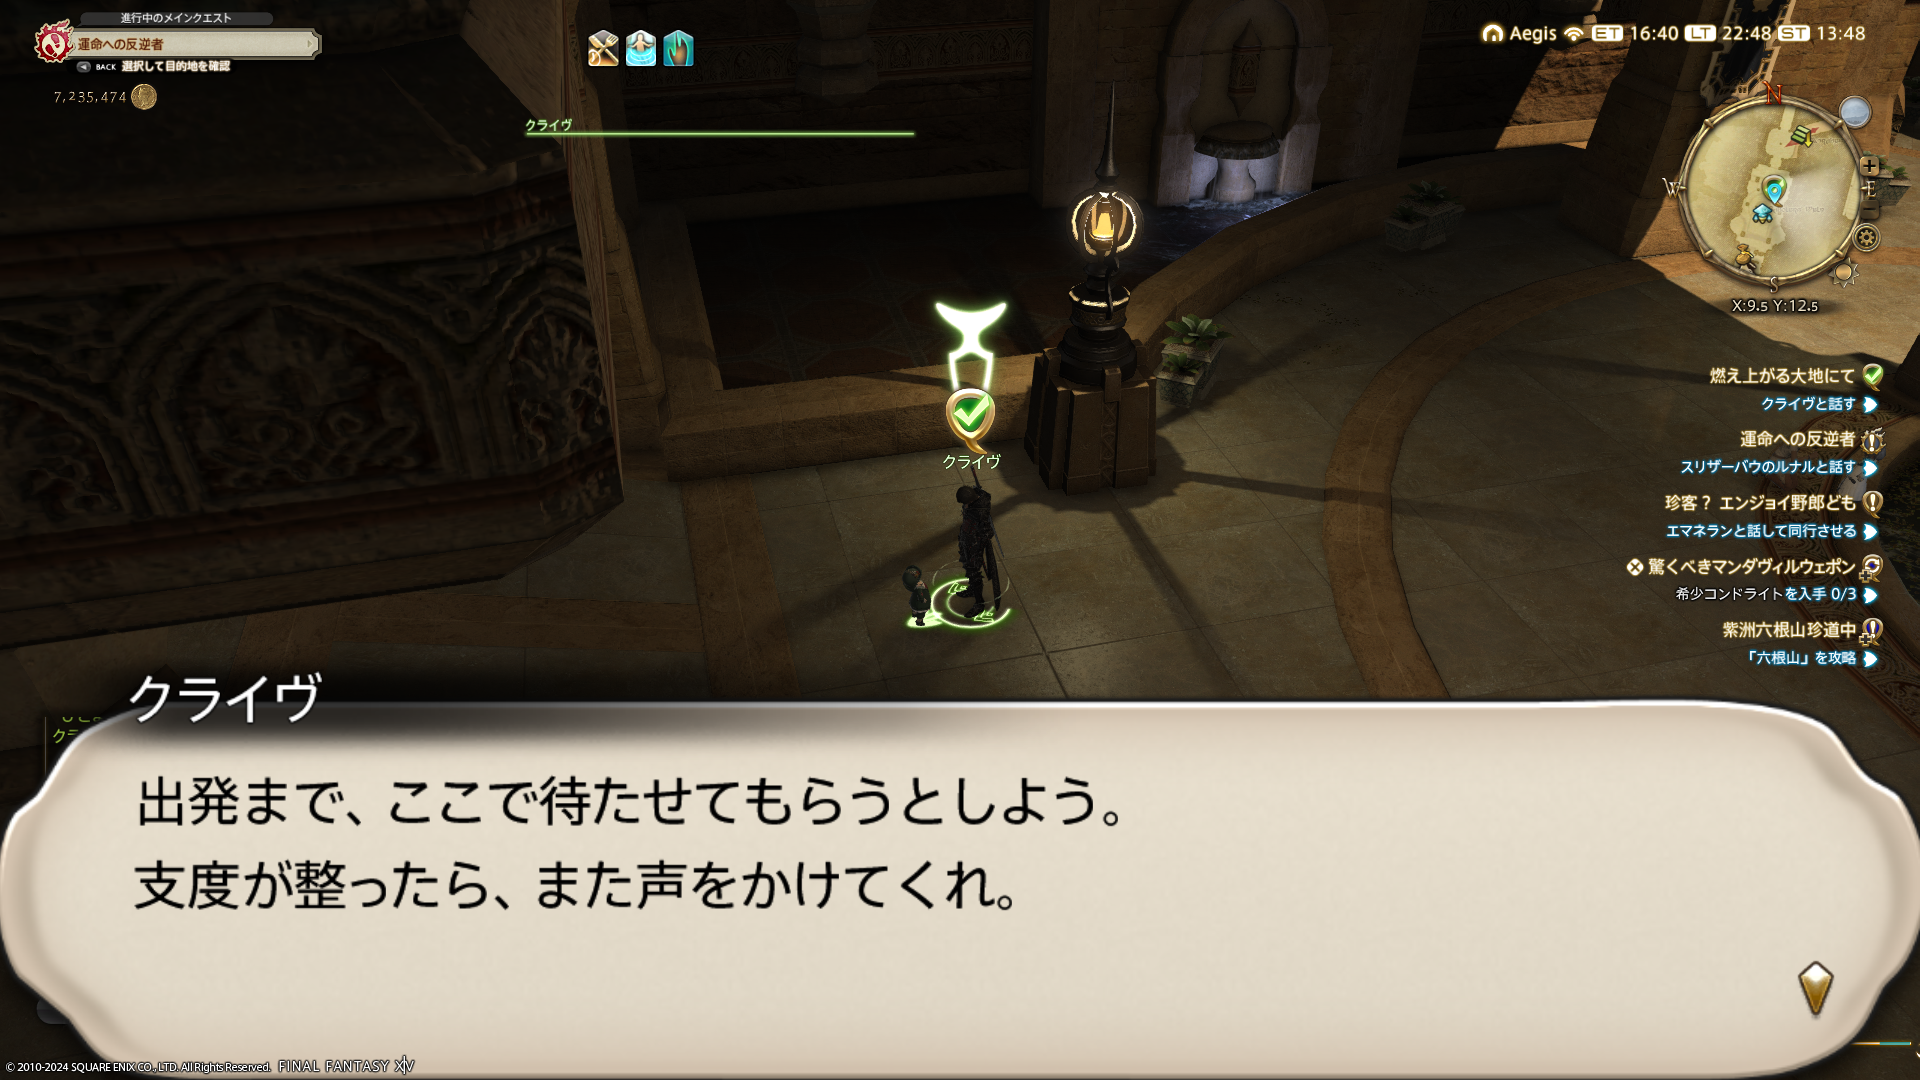 進行中のメインクエスト
運命への反逆者
BACK 選択して目的地を確認
7,235,474
クライヴ
Aegis ET 16:40 LT 22:48 ST 13:48
N
W
E
S
X:9.5 Y:12.5
燃え上がる大地にて
クライヴと話す
運命への反逆者
スリザーバウのルナルと話す
珍客？ エンジョイ野郎ども
エマネランと話して同行させる
驚くべきマンダヴィルウェポン
希少コンドライトを入手 0/3
紫洲六根山珍道中
「六根山」を攻略
クライヴ
クライヴ
出発まで、ここで待たせてもらうとしよう。
支度が整ったら、また声をかけてくれ。
© 2010-2024 SQUARE ENIX CO., LTD. All Rights Reserved. FINAL FANTASY XIV